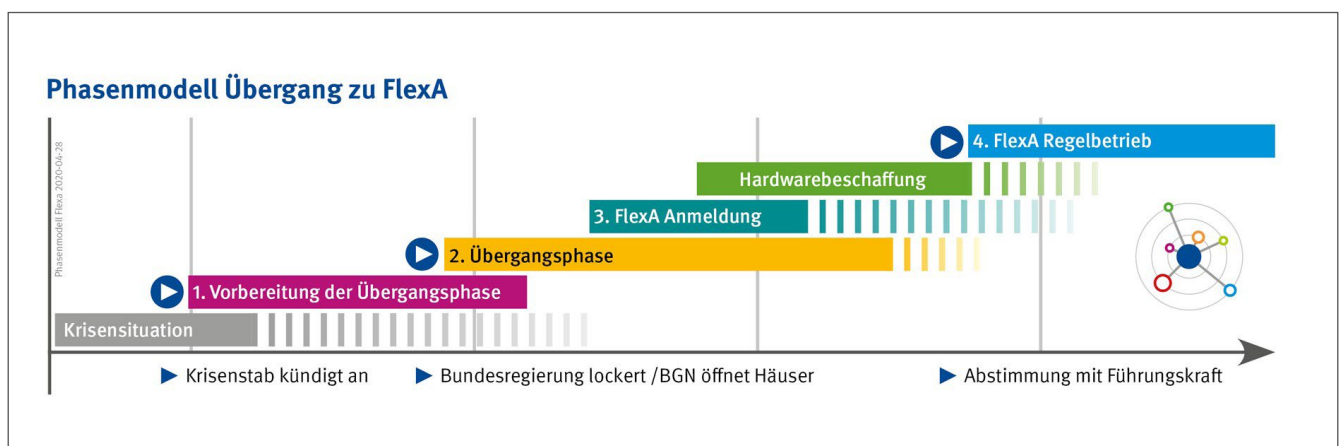 Phasenmodell Übergang zu FlexA
Phasenmodell Flexa 2020-04-28
4. FlexA Regelbetrieb
Hardwarebeschaffung
3. FlexA Anmeldung
2. Übergangsphase
1. Vorbereitung der Übergangsphase
Krisensituation
Krisenstab kündigt an
Bundesregierung lockert /BGN öffnet Häuser
Abstimmung mit Führungskraft